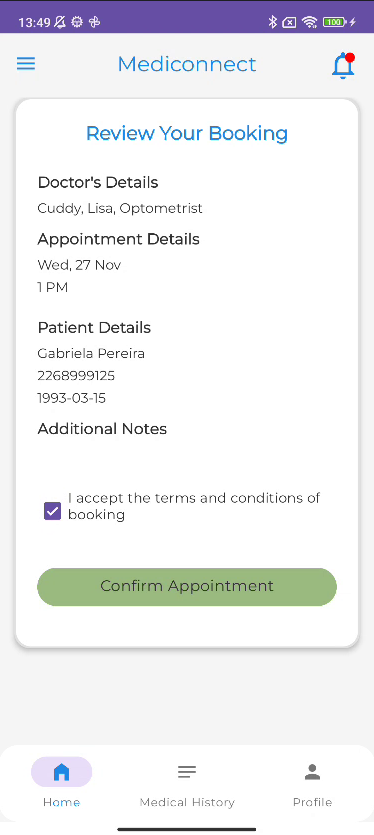 13:49
100
Mediconnect
Review Your Booking
Doctor's Details
Cuddy, Lisa, Optometrist
Appointment Details
Wed, 27 Nov
1 PM
Patient Details
Gabriela Pereira
2268999125
1993-03-15
Additional Notes
I accept the terms and conditions of
booking
Confirm Appointment
Home
Medical History
Profile